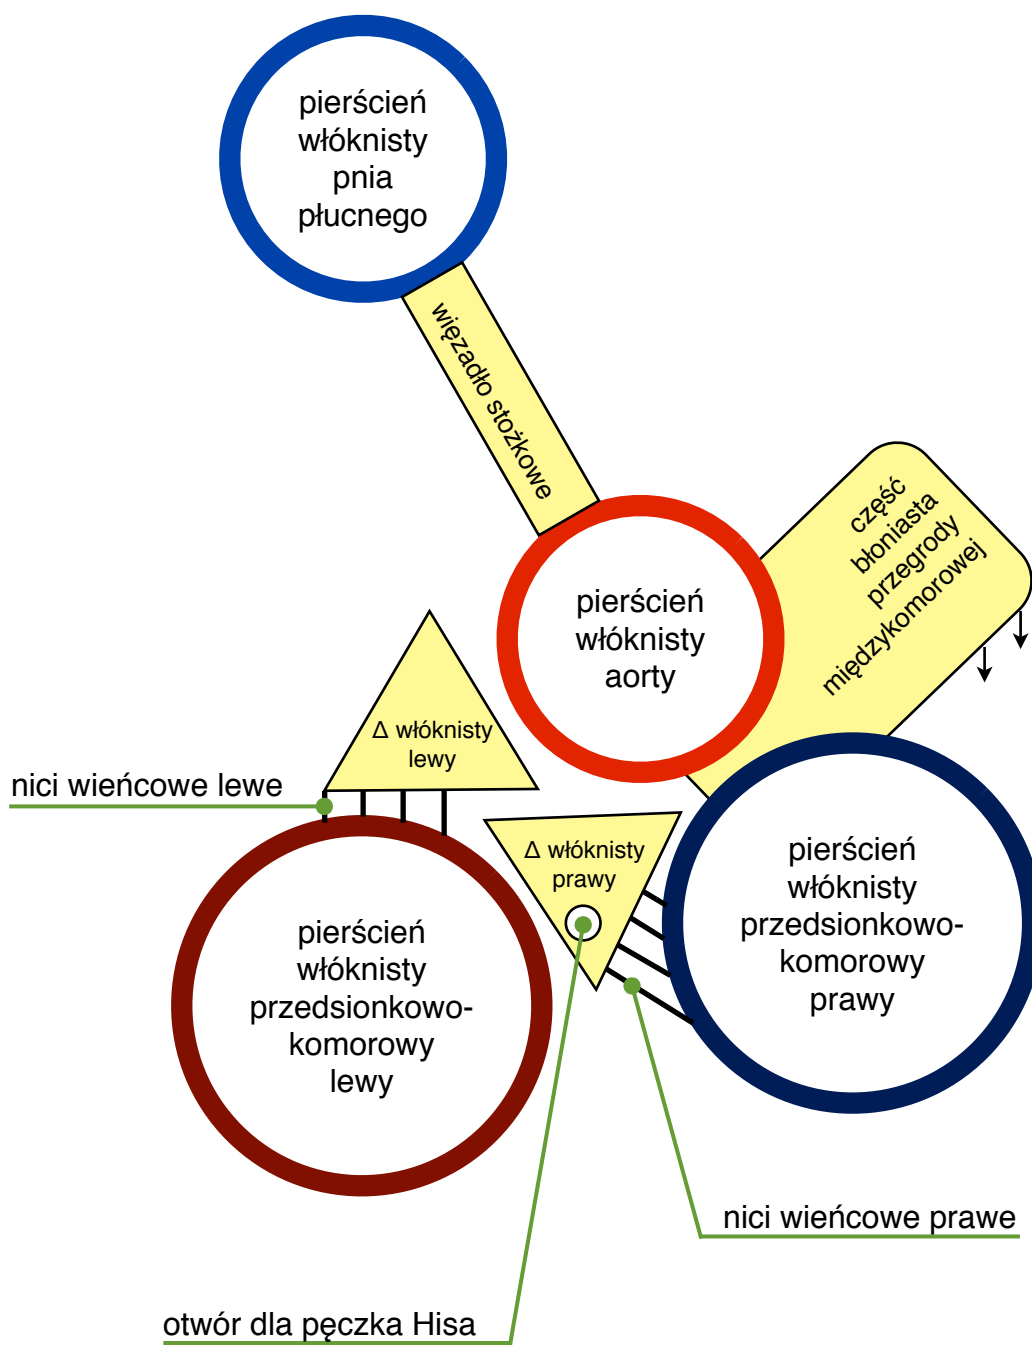 pierścień
włóknisty
pnia
płucnego
więzadło stożkowe
część
błoniasta
przegrody
międzykomorowej
pierścień
włóknisty
aorty
Δ włóknisty
lewy
nici wieńcowe lewe
Δ włóknisty
prawy
pierścień
włóknisty
przedsionkowo-
komorowy
prawy
pierścień
włóknisty
przedsionkowo-
komorowy
lewy
nici wieńcowe prawe
otwór dla pęczka Hisa